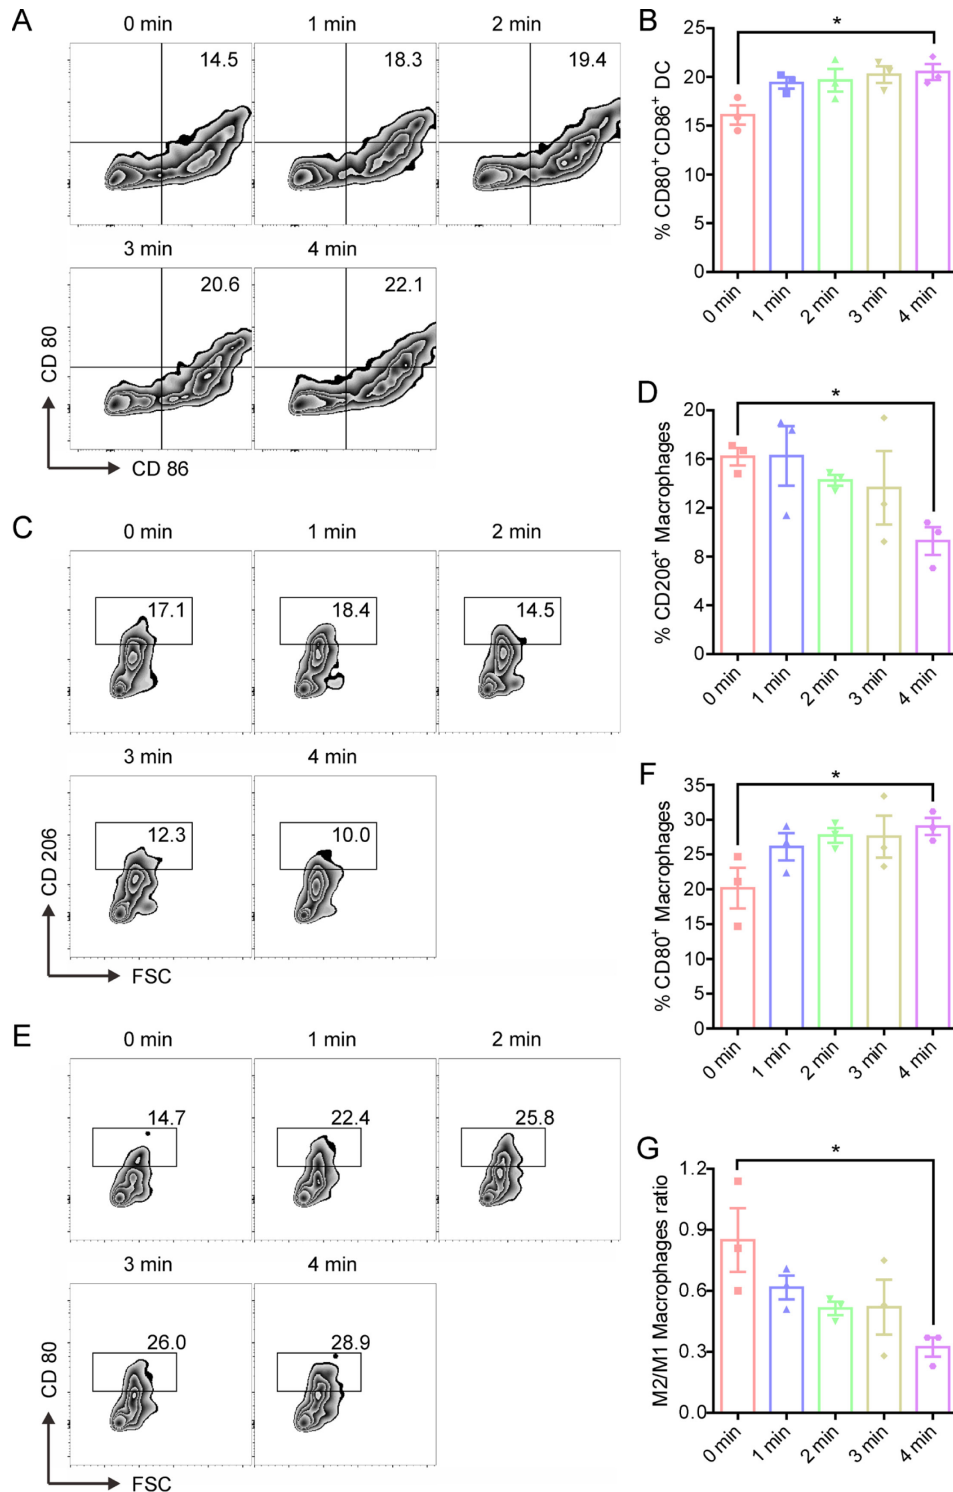 A
0 min
1 min
2 min
14.5
18.3
19.4
3 min
4 min
20.6
22.1
CD 80
CD 86
B
*
% CD80+CD86+ DC
25
20
15
10
5
0
0 min
1 min
2 min
3 min
4 min
C
0 min
1 min
2 min
17.1
18.4
14.5
3 min
4 min
12.3
10.0
CD 206
FSC
D
*
% CD206+ Macrophages
20
16
12
8
4
0
0 min
1 min
2 min
3 min
4 min
E
0 min
1 min
2 min
14.7
22.4
25.8
3 min
4 min
26.0
28.9
CD 80
FSC
F
*
% CD80+ Macrophages
35
30
25
20
15
10
5
0
0 min
1 min
2 min
3 min
4 min
G
*
M2/M1 Macrophages ratio
1.2
0.9
0.6
0.3
0.0
0 min
1 min
2 min
3 min
4 min